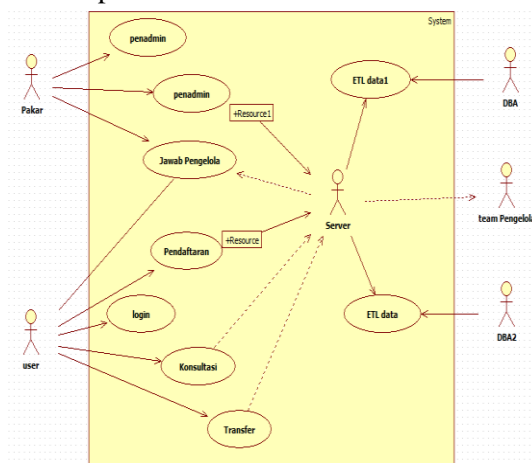 System
penadmin
Pakar
penadmin
ETL data1
DBA
+Resource1
Jawab Pengelola
Server
team Pengelola
Pendaftaran
+Resource
login
user
Konsultasi
ETL data
DBA2
Transfer